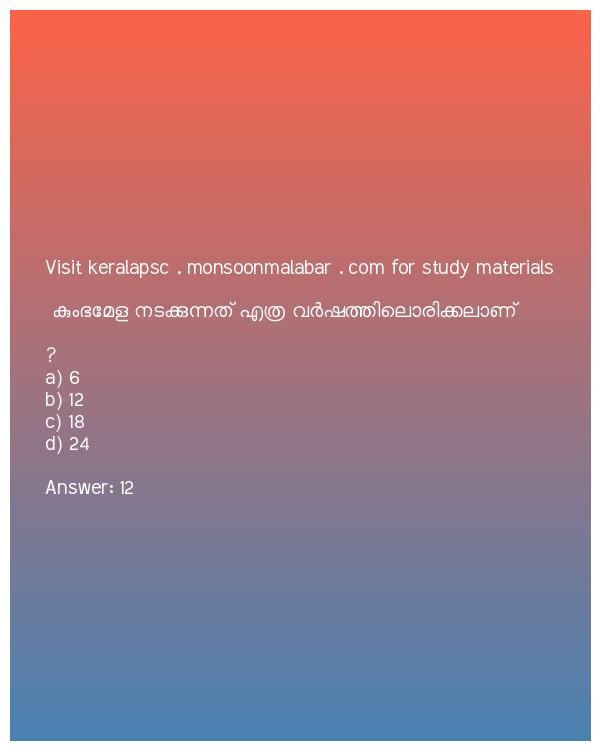 Visit keralapsc . monsoonmalabar . com for study materials
കുംഭമേള നടക്കുന്നത് എത്ര വർഷത്തിലൊരിക്കലാണ്
?
a) 6
b) 12
c) 18
d) 24
Answer: 12